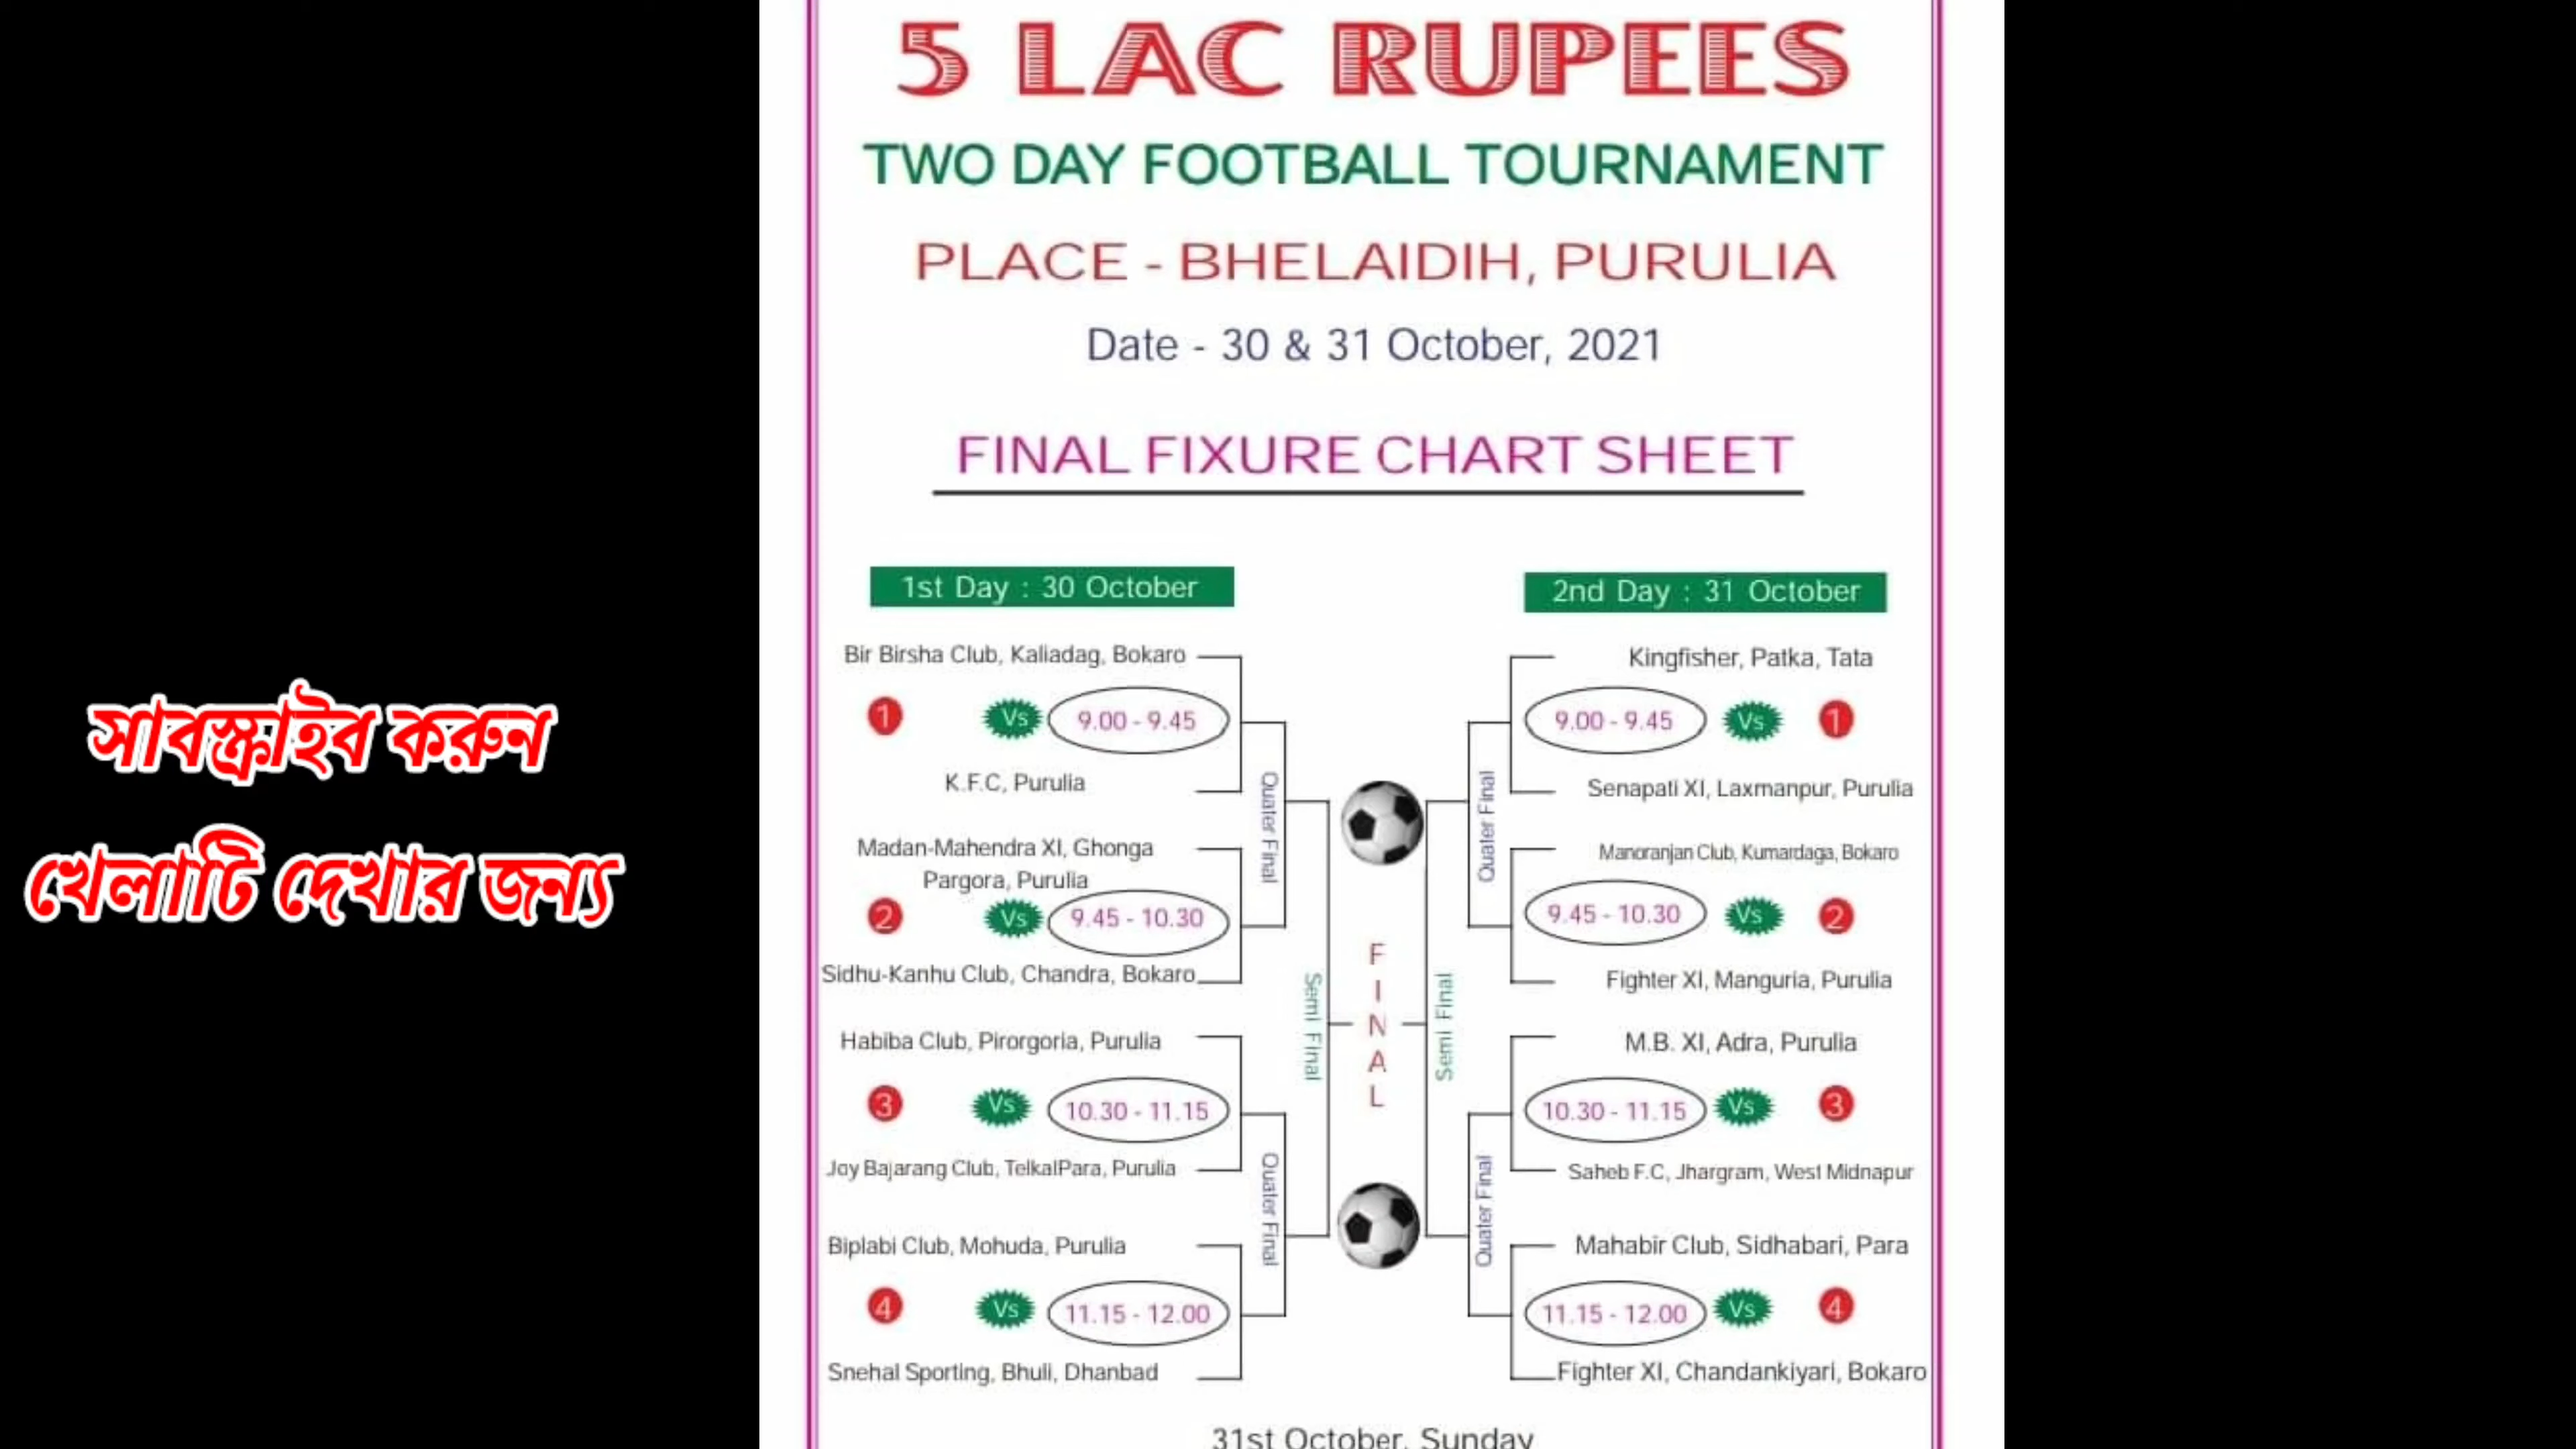 5 LAC RUPEES
TWO DAY FOOTBALL TOURNAMENT
PLACE - BHELAIDIH, PURULIA
Date - 30 & 31 October, 2021
FINAL FIXURE CHART SHEET
সাবস্ক্রাইব করুন
খেলাটি দেখার জন্য
1st Day : 30 October
Bir Birsha Club, Kaliadag, Bokaro
1 Vs 9.00 - 9.45
K.F.C, Purulia
Madan-Mahendra XI, Ghonga
Pargora, Purulia
2 Vs 9.45 - 10.30
Sidhu-Kanhu Club, Chandra, Bokaro
Habiba Club, Pirorgoria, Purulia
3 Vs 10.30 - 11.15
Joy Bajarang Club, TelkalPara, Purulia
Biplabi Club, Mohuda, Purulia
4 Vs 11.15 - 12.00
Snehal Sporting, Bhuli, Dhanbad
Quater Final
Quater Final
Semi Final
FINAL
Semi Final
Quater Final
Quater Final
2nd Day : 31 October
Kingfisher, Patka, Tata
9.00 - 9.45 Vs 1
Senapati XI, Laxmanpur, Purulia
Manoranjan Club, Kumardaga, Bokaro
9.45 - 10.30 Vs 2
Fighter XI, Manguria, Purulia
M.B. XI, Adra, Purulia
10.30 - 11.15 Vs 3
Saheb F.C, Jhargram, West Midnapur
Mahabir Club, Sidhabari, Para
11.15 - 12.00 Vs 4
Fighter XI, Chandankiyari, Bokaro
31st October, Sunday